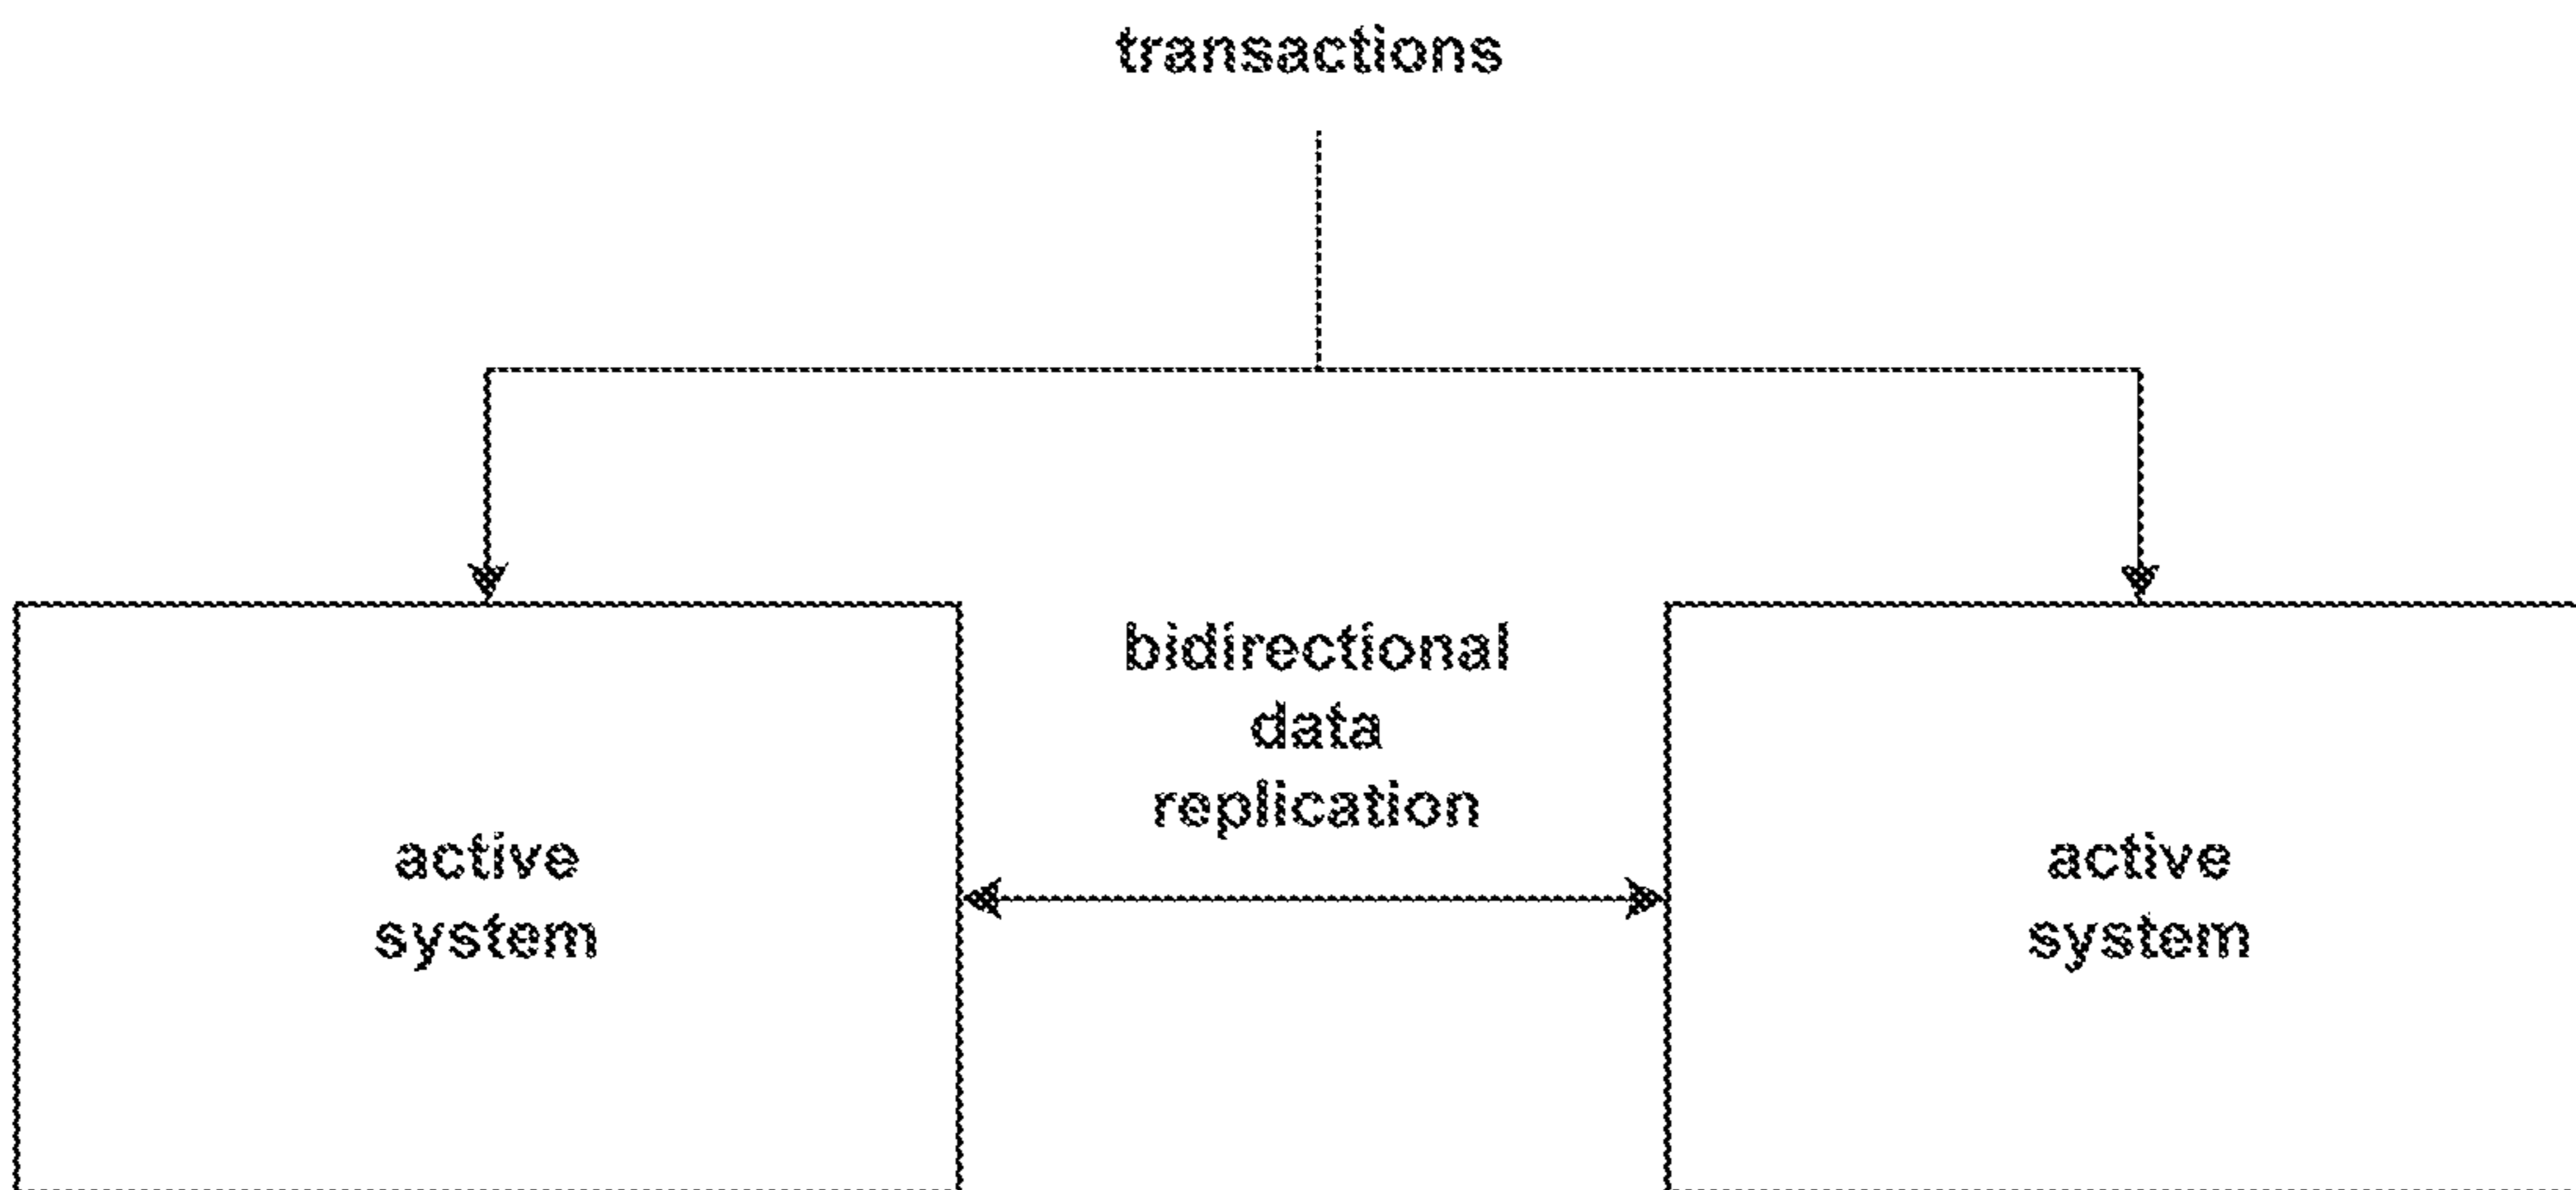 transactions
bidirectional
data
replication
active
system
active
system